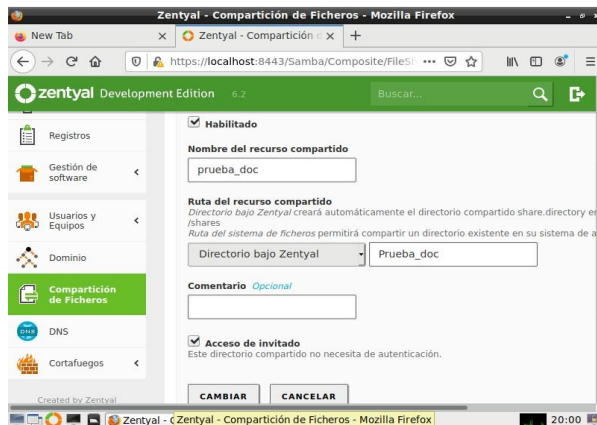 Zentyal - Compartición de Ficheros - Mozilla Firefox
New Tab
Zentyal - Compartición d
https://localhost:8443/Samba/Composite/FileS
zentyal Development Edition 6.2
Buscar...
Registros
Gestión de
software
Usuarios y
Equipos
Dominio
Compartición
de Ficheros
DNS
DNS
Cortafuegos
Created by Zentyal
Habilitado
Nombre del recurso compartido
prueba_doc
Ruta del recurso compartido
Directorio bajo Zentyal creará automáticamente el directorio compartido share.directory en
/shares
Ruta del sistema de ficheros permitirá compartir un directorio existente en su sistema de a
Directorio bajo Zentyal
Prueba_doc
Comentario Opcional
Acceso de invitado
Este directorio compartido no necesita de autenticación.
CAMBIAR
CANCELAR
Zentyal - C
Zentyal - Compartición de Ficheros - Mozilla Firefox
20:00